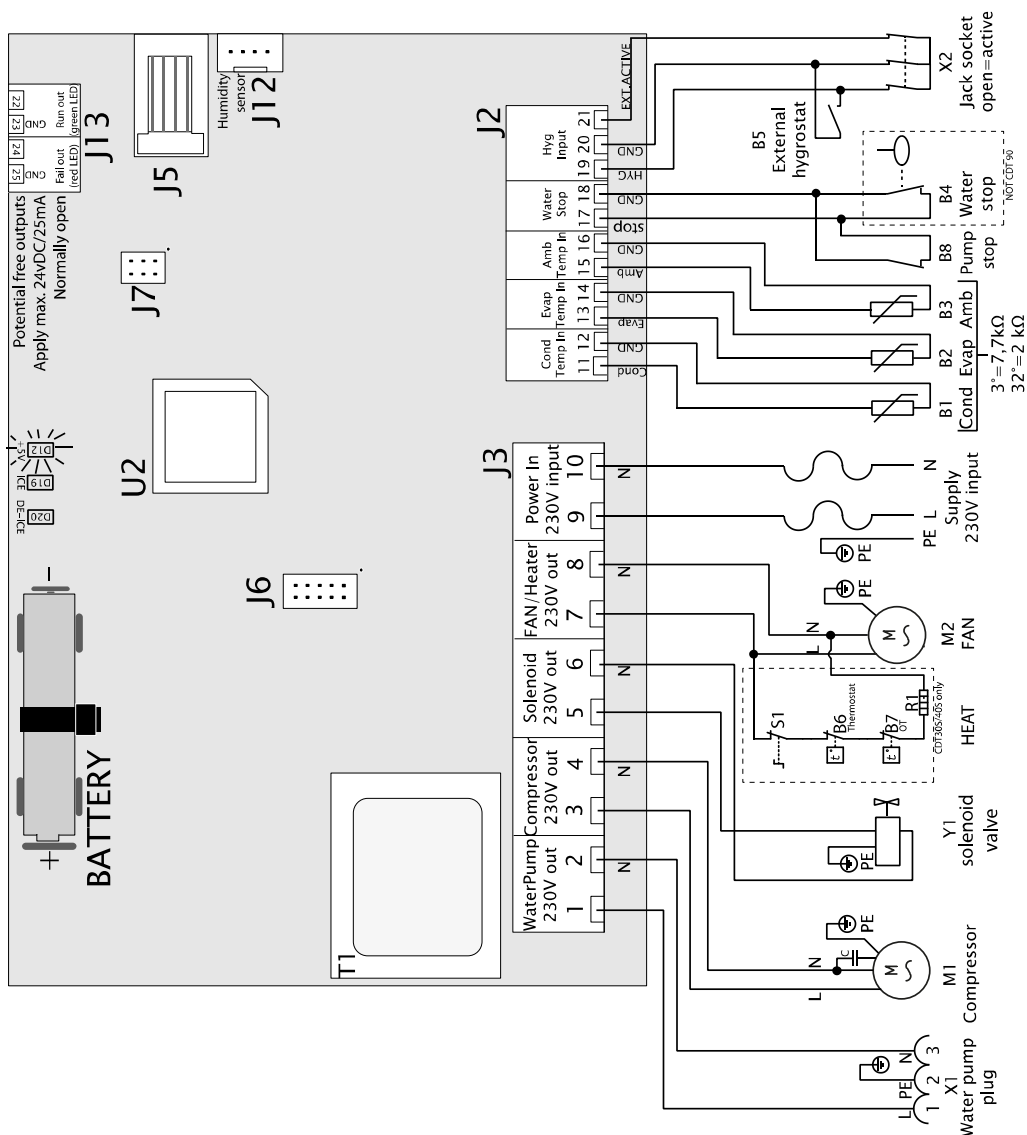 22
23
GND
Run out
(green LED)
24
25
GND
Fail out
(red LED)
J13
Potential free outputs
Apply max. 24vDC/25mA
Normally open
J5
Humidity
sensor
J12
J7
+5V
D12
ICE
D19
DE-ICE
D20
U2
J6
−
+
BATTERY
T1
J2
Hyg
Input
21
20
19
EXT.ACTIVE
GND
HYG
Water
Stop
18
17
GND
stop
Amb
Temp In
16
15
GND
Amb
Evap
Temp In
14
13
GND
Evap
Cond
Temp In
12
11
GND
Cond
J3
Power In
230V input
10
9
N
FAN/Heater
230V out
8
7
N
Solenoid
230V out
6
5
N
Compressor
230V out
4
3
N
WaterPump
230V out
2
1
N
X2
Jack socket
open=active
B5
External
hygrostat
B4
Water
stop
NOT CDT 90
B8
Pump
stop
B3
Amb
B2
Evap
B1
Cond
3°=7,7kΩ
32°=2 kΩ
N
L
PE
Supply
230V input
PE
PE
N
L
M
M2
FAN
S1
B6
Thermostat
t°
B7
OT
t°
R1
CDT30S/40S only
HEAT
Y1
solenoid
valve
PE
PE
N
L
C
M
M1
Compressor
N
PE
L
3
2
1
X1
Water pump
plug